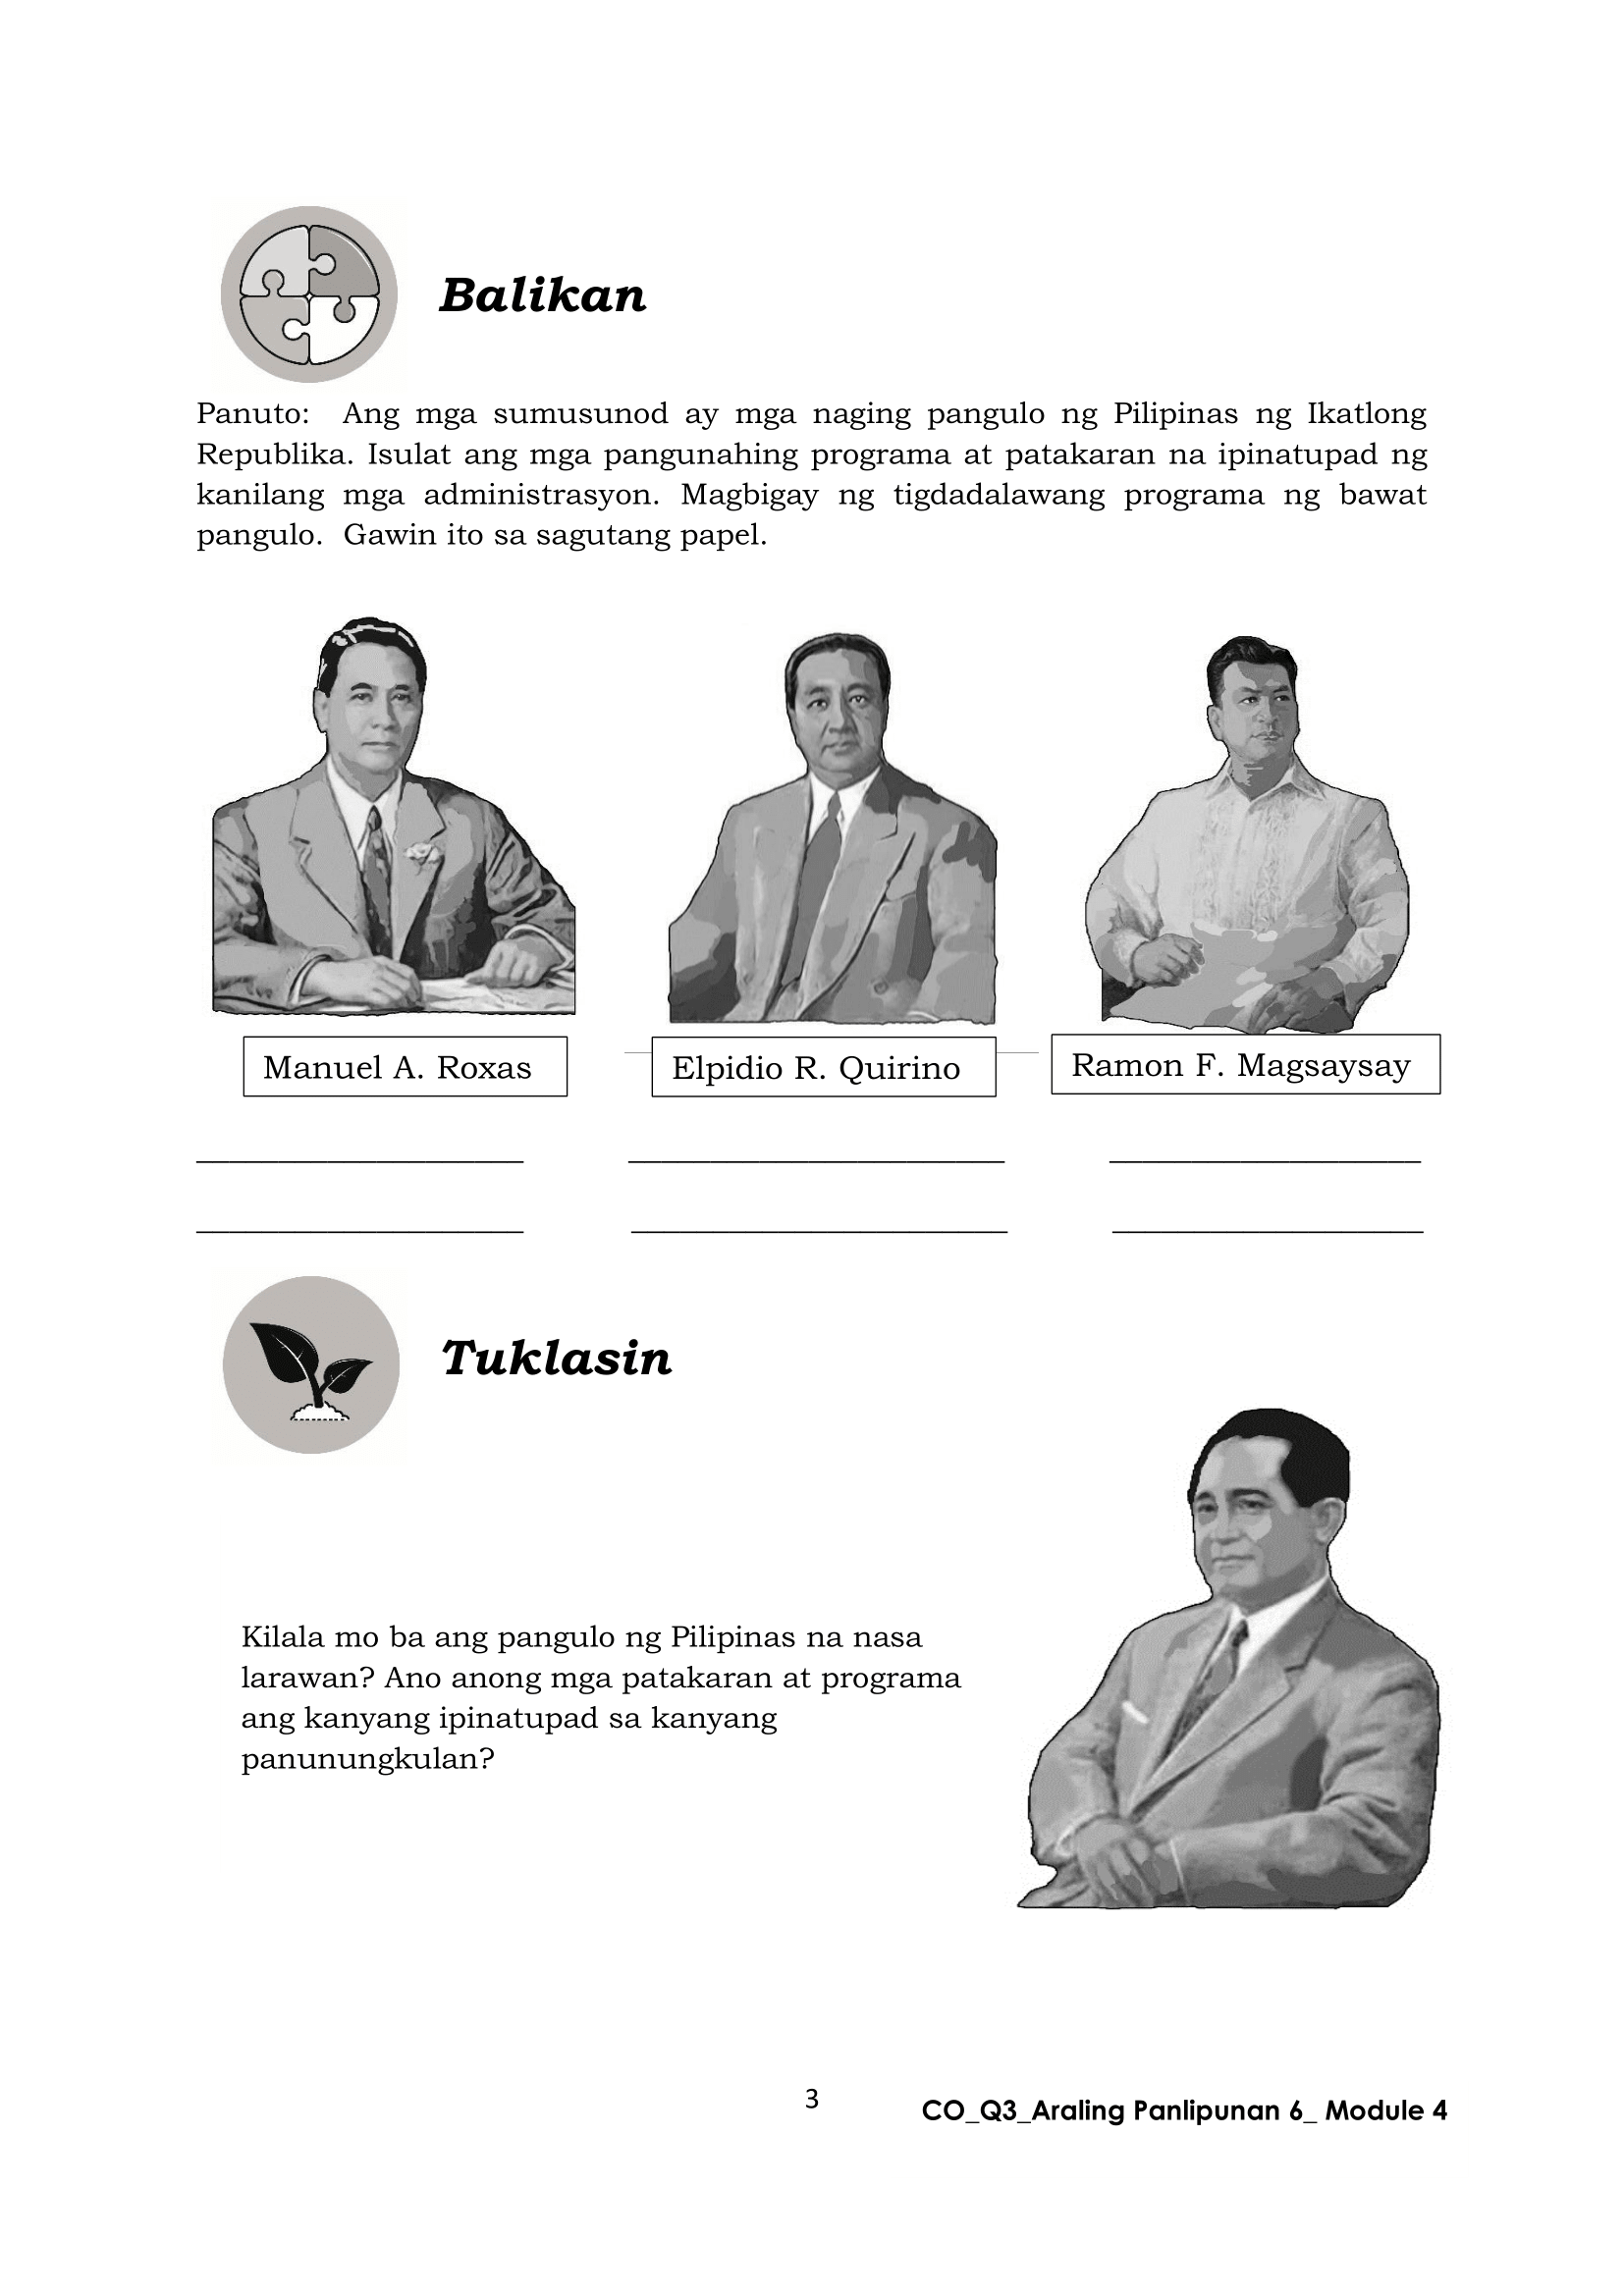 Balikan
Panuto: Ang mga sumusunod ay mga naging pangulo ng Pilipinas ng Ikatlong
Republika. Isulat ang mga pangunahing programa at patakaran na ipinatupad ng
kanilang mga administrasyon. Magbigay ng tigdadalawang programa ng bawat
pangulo. Gawin ito sa sagutang papel.
Manuel A. Roxas
Elpidio R. Quirino
Ramon F. Magsaysay
Tuklasin
Kilala mo ba ang pangulo ng Pilipinas na nasa
larawan? Ano anong mga patakaran at programa
ang kanyang ipinatupad sa kanyang
panunungkulan?
3
CO_Q3_Araling Panlipunan 6_ Module 4